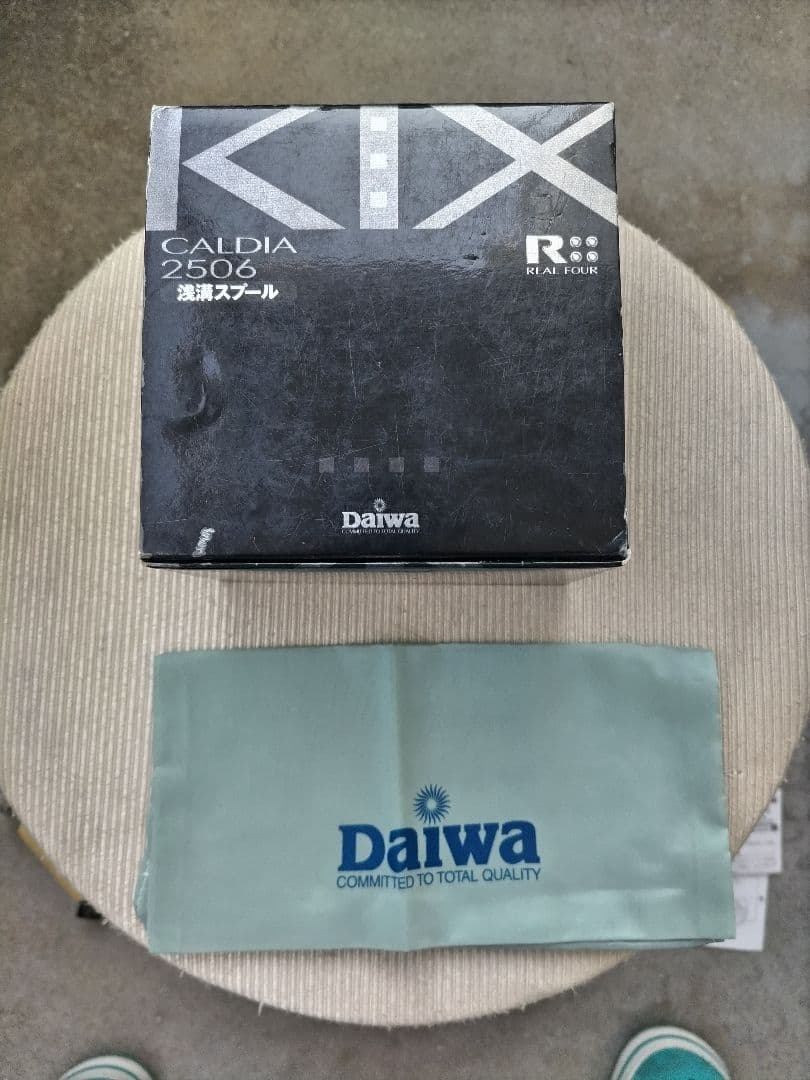 KIX
CALDIA
2506
浅溝スプール
R
REAL FOUR
Daiwa
COMMITTED TO TOTAL QUALITY
Daiwa
COMMITTED TO TOTAL QUALITY